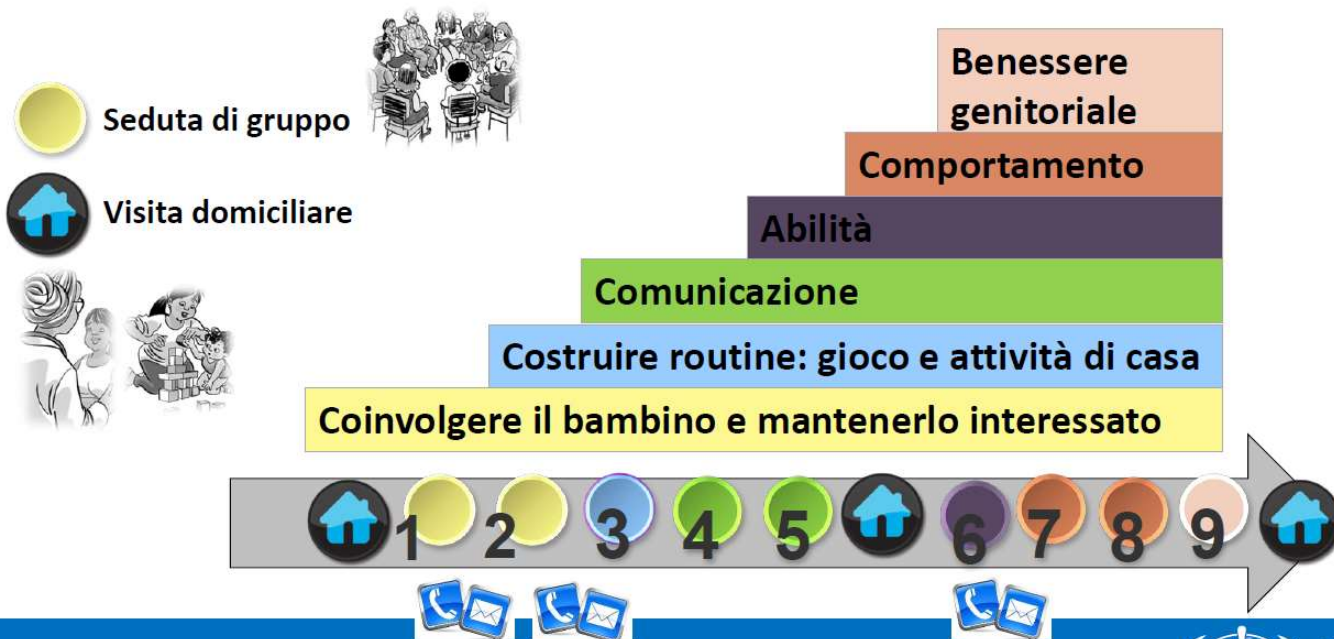 Seduta di gruppo
Visita domiciliare
Benessere
genitoriale
Comportamento
Abilità
Comunicazione
Costruire routine: gioco e attività di casa
Coinvolgere il bambino e mantenerlo interessato
1 2 3 4 5 6 7 8 9